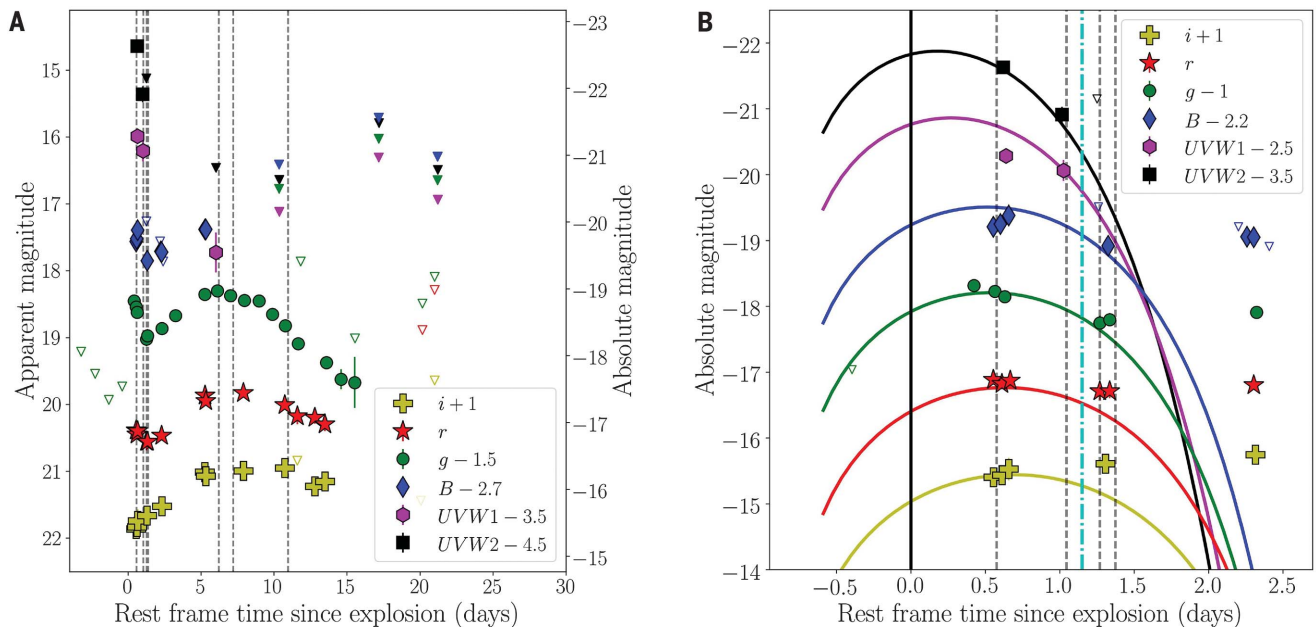 A
Apparent magnitude
15
16
17
18
19
20
21
22
0
5
10
15
20
25
30
Rest frame time since explosion (days)
−23
−22
−21
−20
−19
−18
−17
−16
−15
Absolute magnitude
i + 1
r
g − 1.5
B − 2.7
UVW1 − 3.5
UVW2 − 4.5
B
Absolute magnitude
−22
−21
−20
−19
−18
−17
−16
−15
−14
−0.5
0.0
0.5
1.0
1.5
2.0
2.5
Rest frame time since explosion (days)
i + 1
r
g − 1
B − 2.2
UVW1 − 2.5
UVW2 − 3.5